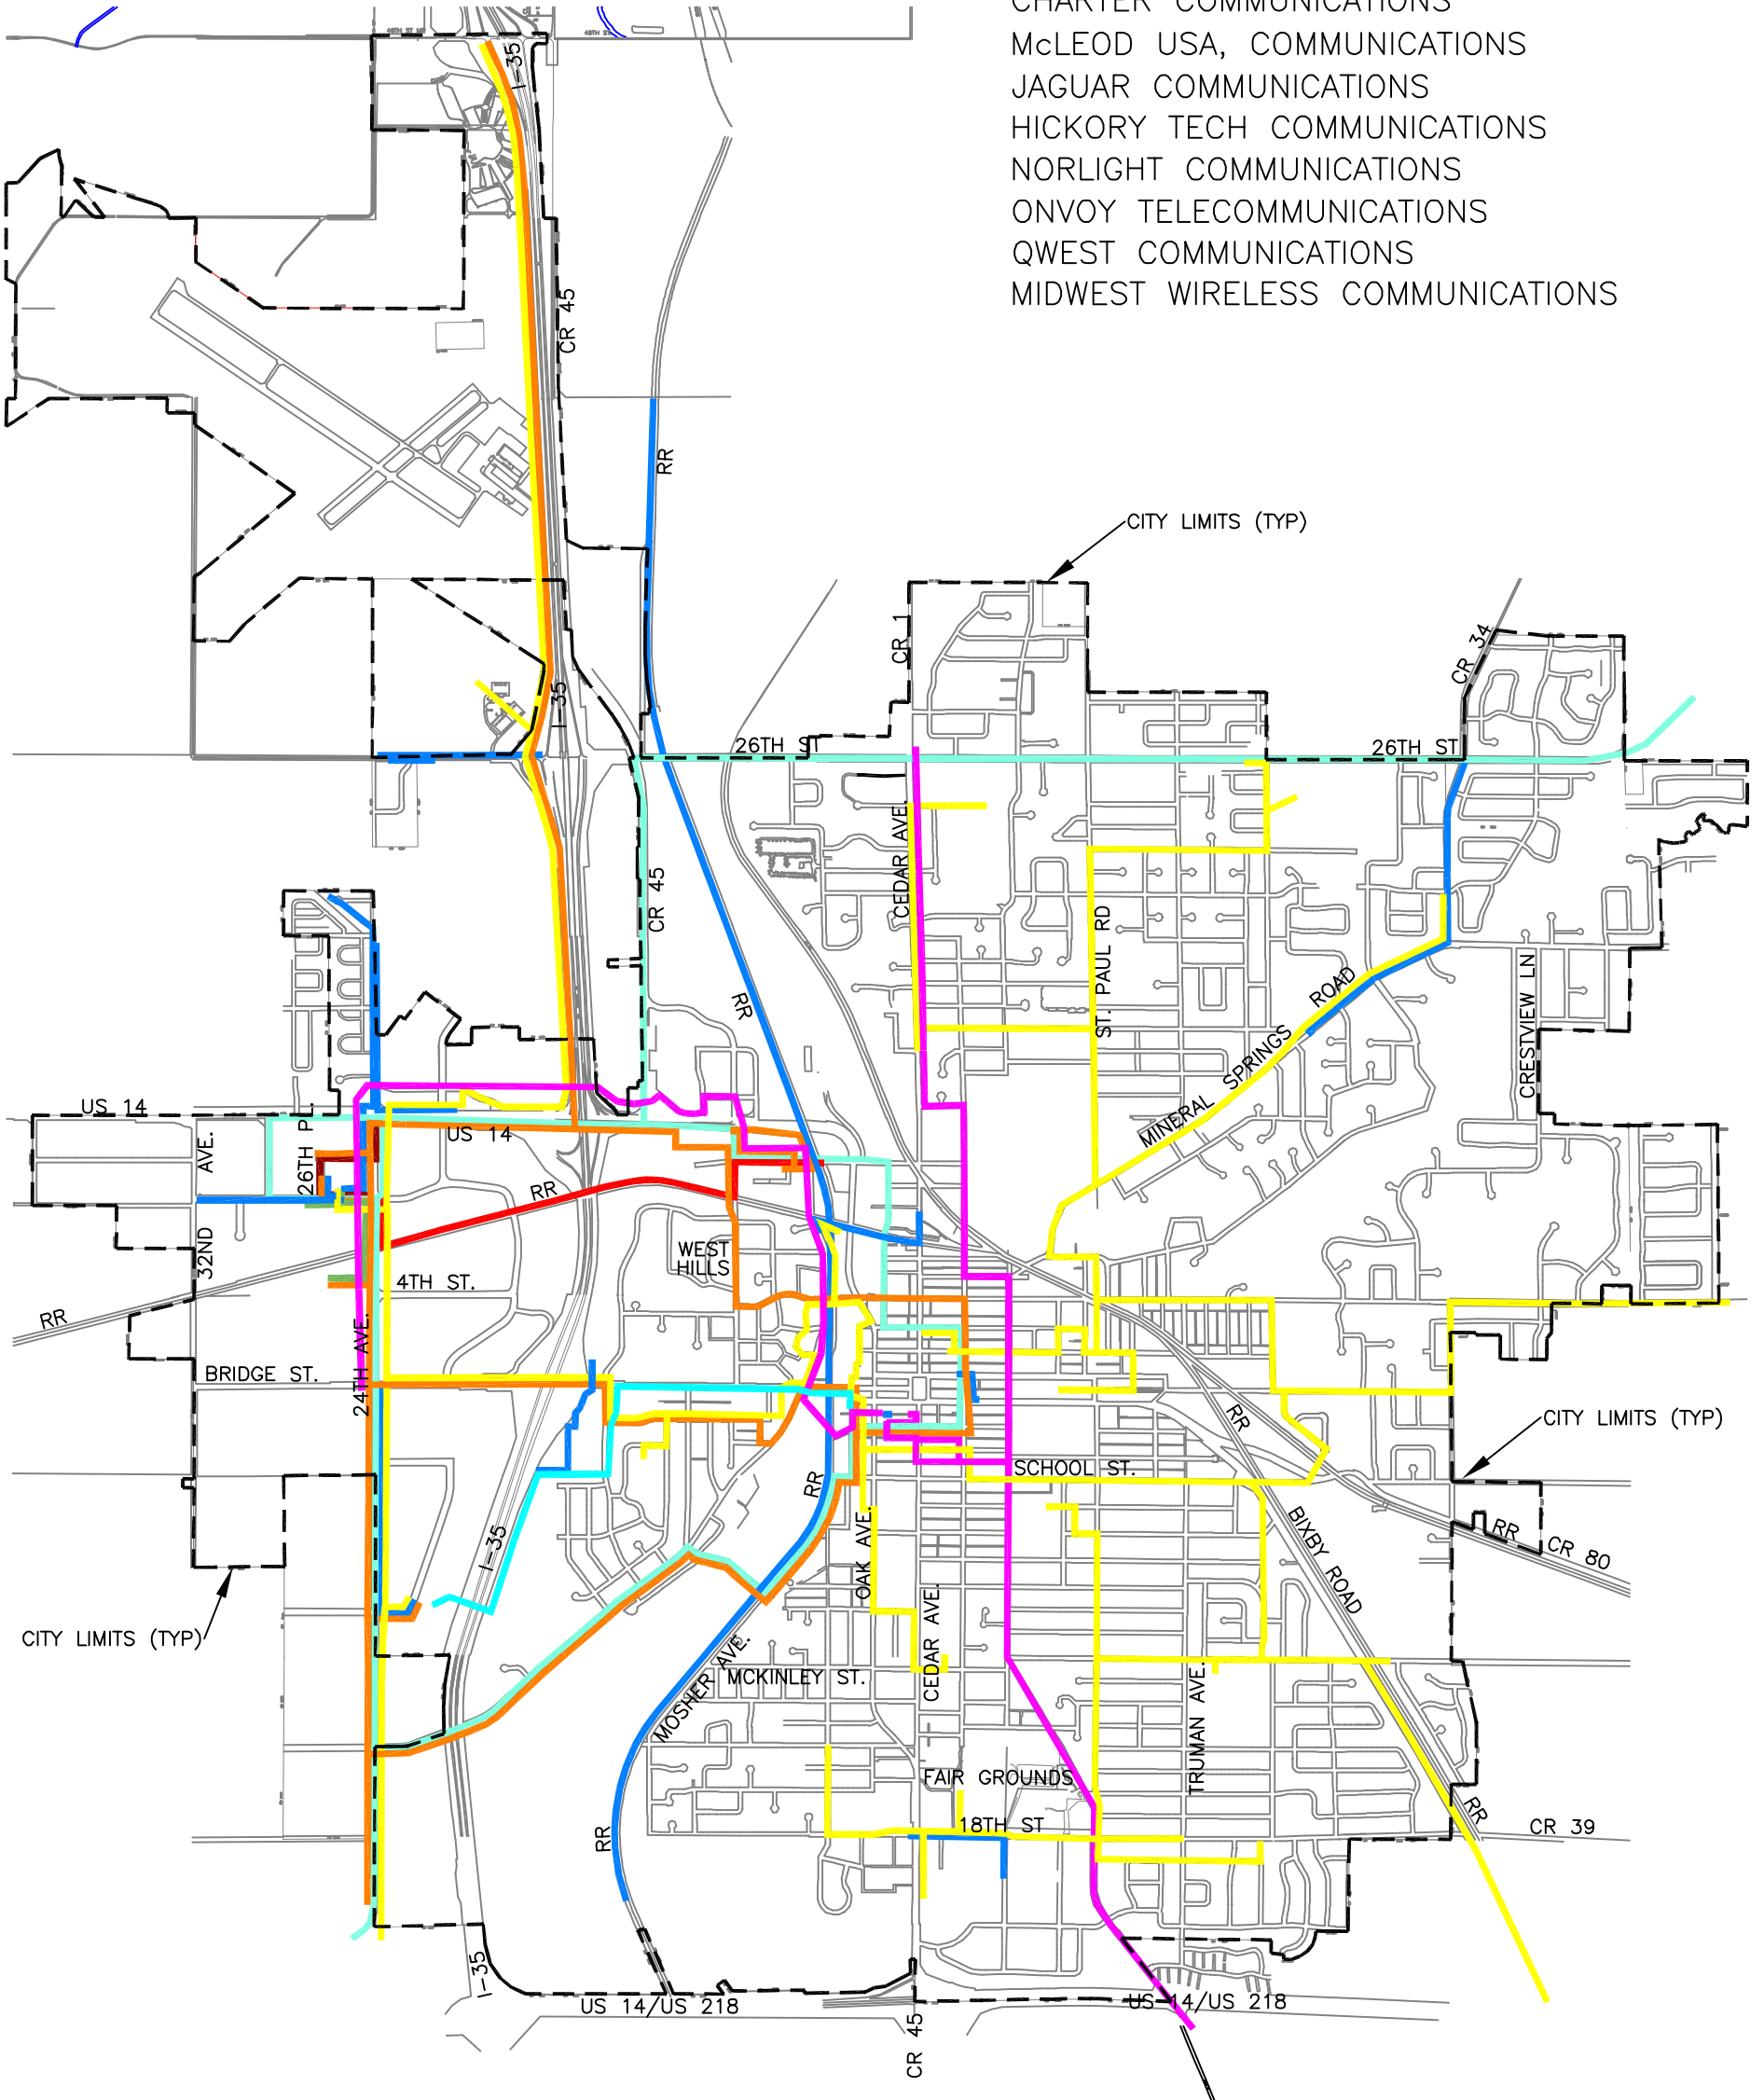 CHARTER COMMUNICATIONS
McLEOD USA, COMMUNICATIONS
JAGUAR COMMUNICATIONS
HICKORY TECH COMMUNICATIONS
NORLIGHT COMMUNICATIONS
ONVOY TELECOMMUNICATIONS
QWEST COMMUNICATIONS
MIDWEST WIRELESS COMMUNICATIONS
I-35
CR 45
RR
CITY LIMITS (TYP)
CR 1
CR 34
I-35
26TH ST
26TH ST
CEDAR AVE.
CR 45
ST. PAUL RD
RR
ROAD
CRESTVIEW LN
SPRINGS
MINERAL
US 14
US 14
26TH PL.
32ND
AVE.
RR
WEST
HILLS
4TH ST.
RR
24TH AVE.
BRIDGE ST.
RR
CITY LIMITS (TYP)
SCHOOL ST.
RR
I-35
OAK AVE.
BIXBY ROAD
RR
CR 80
CITY LIMITS (TYP)
CEDAR AVE.
MOSHER AVE.
MCKINLEY ST.
TRUMAN AVE.
FAIR GROUNDS
18TH ST
RR
RR
CR 39
I-35
US 14/US 218
US 14/US 218
CR 45